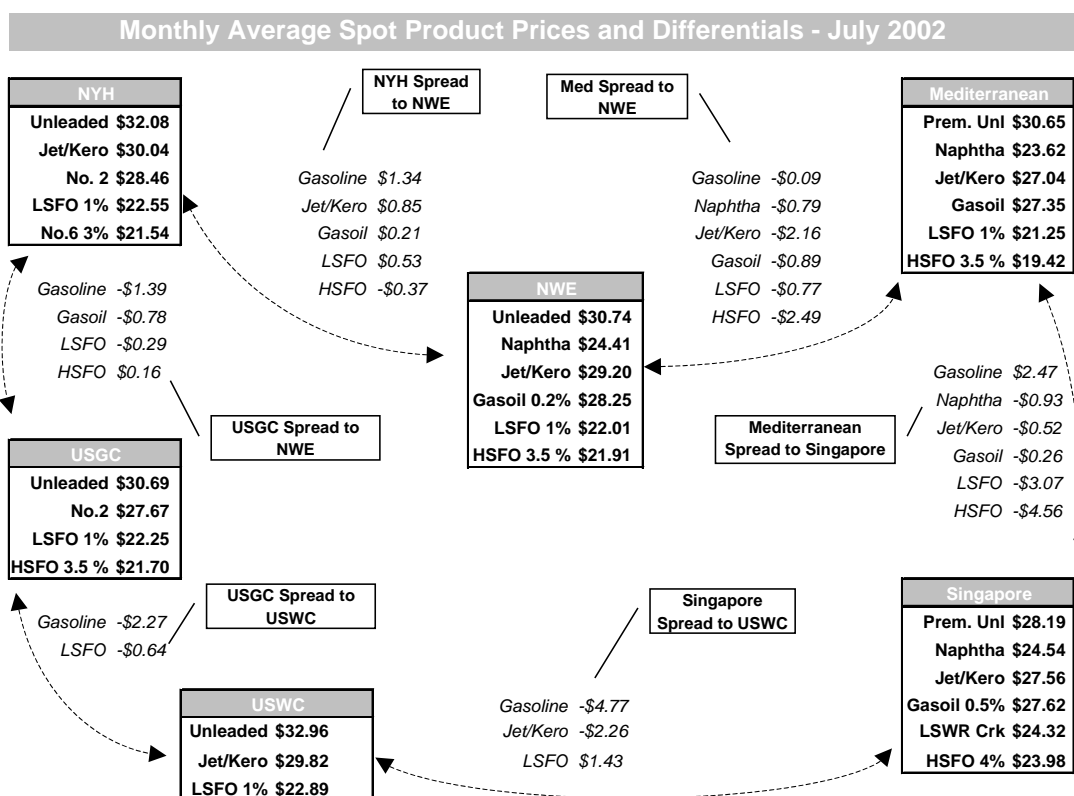 Monthly Average Spot Product Prices and Differentials - July 2002
NYH
Unleaded $32.08
Jet/Kero $30.04
No. 2 $28.46
LSFO 1% $22.55
No.6 3% $21.54
NYH Spread
to NWE
Gasoline $1.34
Jet/Kero $0.85
Gasoil $0.21
LSFO $0.53
HSFO -$0.37
Med Spread to
NWE
Gasoline -$0.09
Naphtha -$0.79
Jet/Kero -$2.16
Gasoil -$0.89
LSFO -$0.77
HSFO -$2.49
Mediterranean
Prem. Unl $30.65
Naphtha $23.62
Jet/Kero $27.04
Gasoil $27.35
LSFO 1% $21.25
HSFO 3.5 % $19.42
Gasoline -$1.39
Gasoil -$0.78
LSFO -$0.29
HSFO $0.16
USGC Spread to
NWE
NWE
Unleaded $30.74
Naphtha $24.41
Jet/Kero $29.20
Gasoil 0.2% $28.25
LSFO 1% $22.01
HSFO 3.5 % $21.91
Mediterranean
Spread to Singapore
Gasoline $2.47
Naphtha -$0.93
Jet/Kero -$0.52
Gasoil -$0.26
LSFO -$3.07
HSFO -$4.56
USGC
Unleaded $30.69
No.2 $27.67
LSFO 1% $22.25
HSFO 3.5 % $21.70
Gasoline -$2.27
LSFO -$0.64
USGC Spread to
USWC
Singapore
Spread to USWC
Gasoline -$4.77
Jet/Kero -$2.26
LSFO $1.43
Singapore
Prem. Unl $28.19
Naphtha $24.54
Jet/Kero $27.56
Gasoil 0.5% $27.62
LSWR Crk $24.32
HSFO 4% $23.98
USWC
Unleaded $32.96
Jet/Kero $29.82
LSFO 1% $22.89